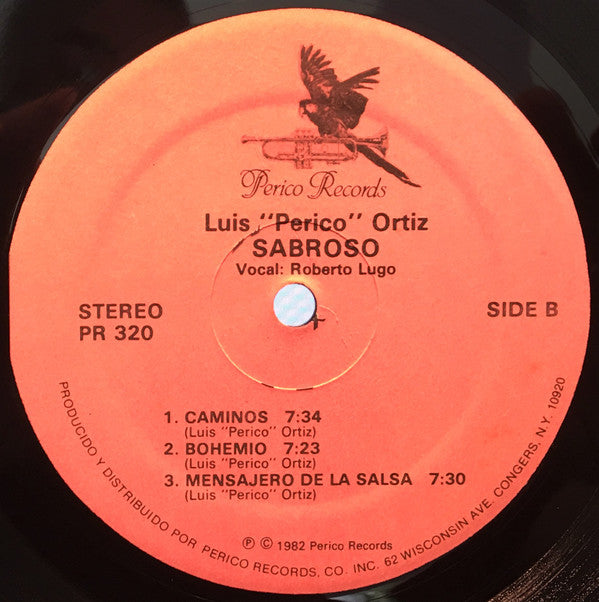 Perico Records
Luis "Perico" Ortiz
SABROSO
Vocal: Roberto Lugo
STEREO
PR 320
SIDE B
1. CAMINOS 7:34
(Luis "Perico" Ortiz)
2. BOHEMIO 7:23
(Luis "Perico" Ortiz)
3. MENSAJERO DE LA SALSA 7:30
(Luis "Perico" Ortiz)
Ⓟ © 1982 Perico Records
PRODUCIDO Y DISTRIBUIDO POR PERICO RECORDS, CO. INC. 62 WISCONSIN AVE. CONGERS, N.Y. 10920